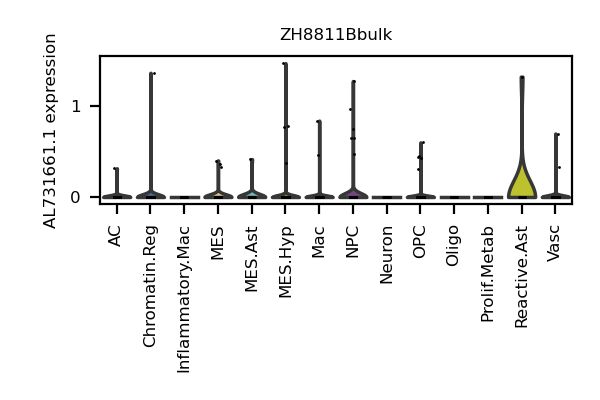 ZH8811Bbulk
AL731661.1 expression
1
0
AC
Chromatin.Reg
Inflammatory.Mac
MES
MES.Ast
MES.Hyp
Mac
NPC
Neuron
OPC
Oligo
Prolif.Metab
Reactive.Ast
Vasc